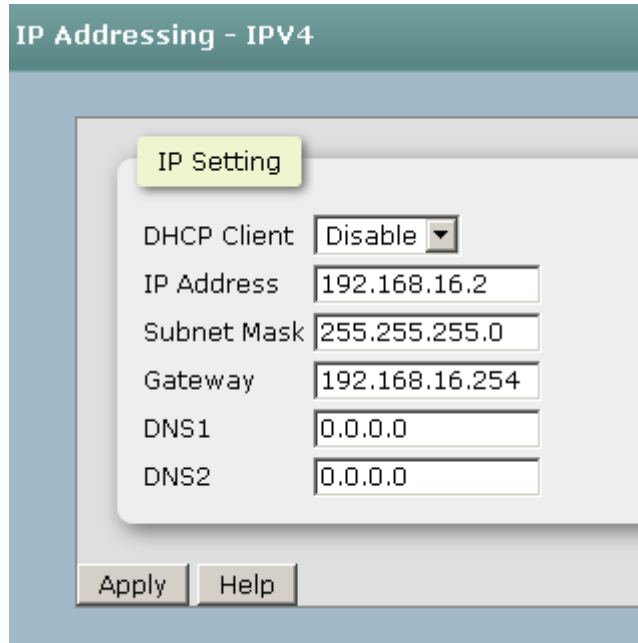 IP Addressing - IPV4
IP Setting
DHCP Client Disable
IP Address 192.168.16.2
Subnet Mask 255.255.255.0
Gateway 192.168.16.254
DNS1 0.0.0.0
DNS2 0.0.0.0
Apply Help